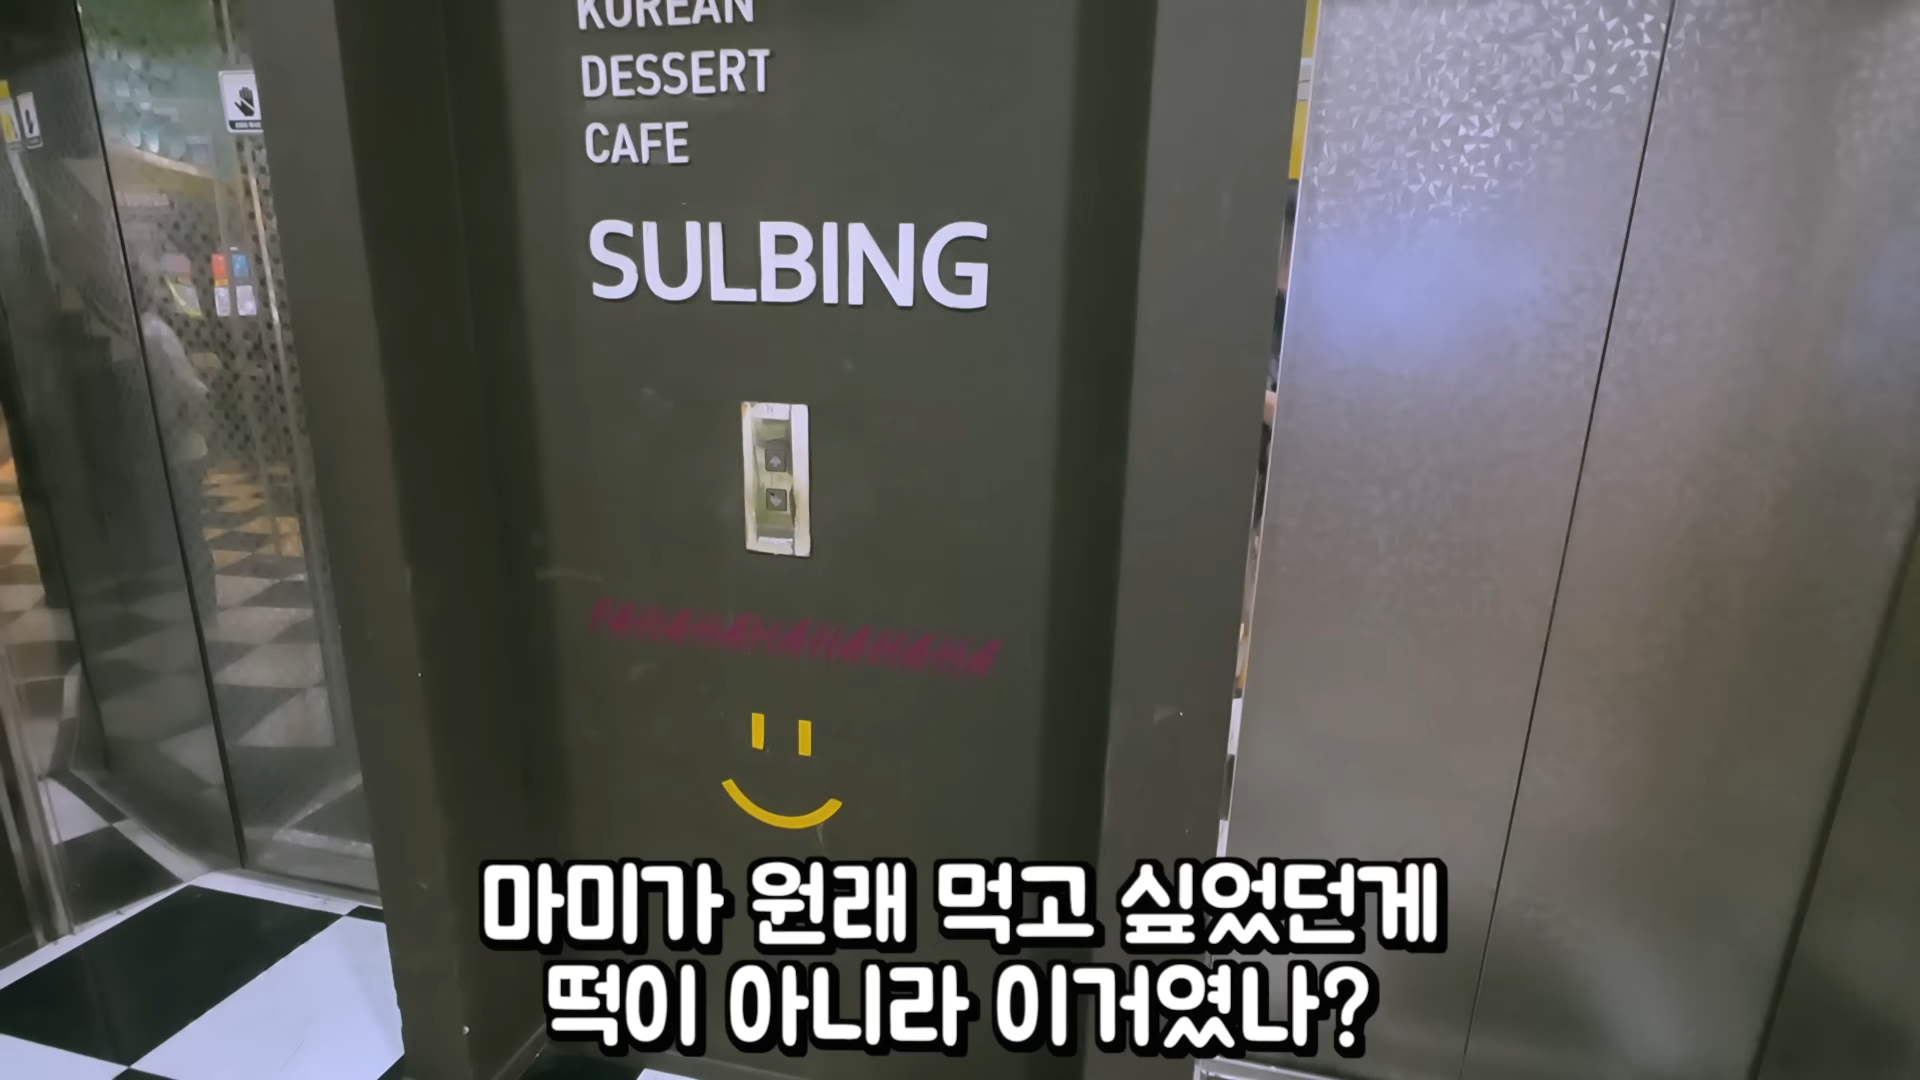 KOREAN
DESSERT
CAFE
SULBING
마미가 원래 먹고 싶었던게
떡이 아니라 이거였나?